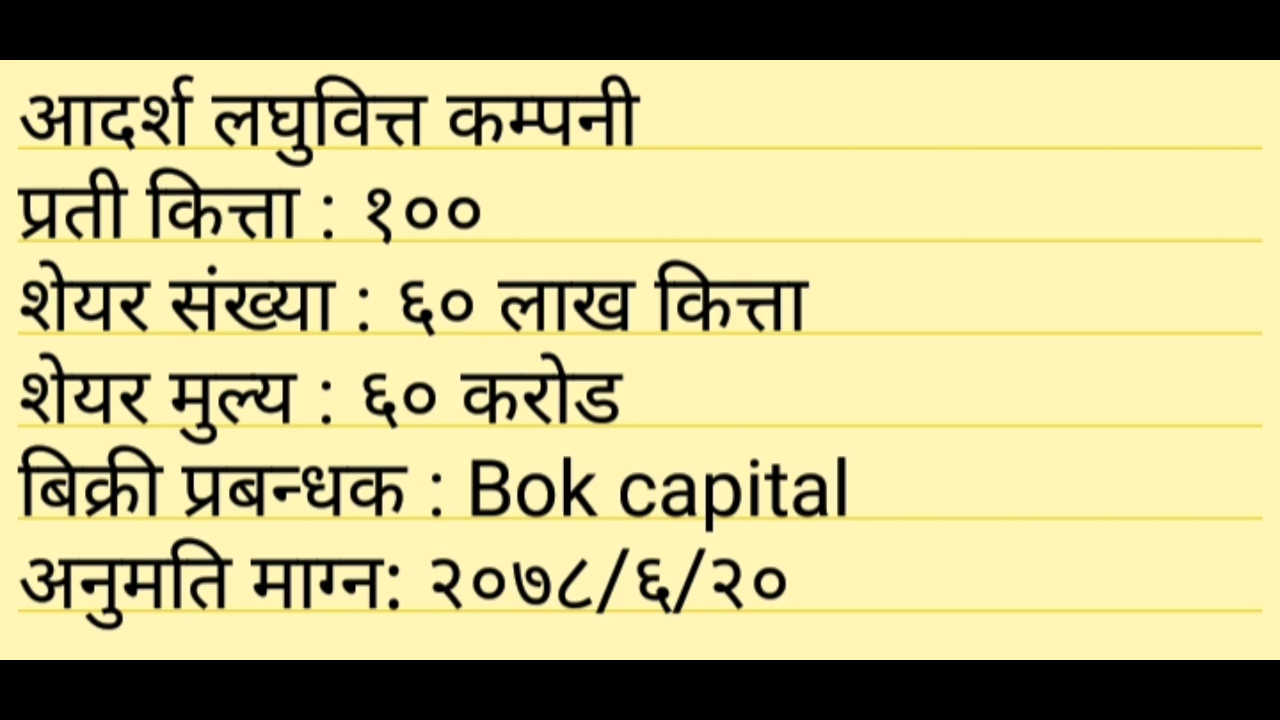 आदर्श लघुवित्त कम्पनी
प्रती कित्ता : १००
शेयर संख्या : ६० लाख कित्ता
शेयर मुल्य : ६० करोड
बिक्री प्रबन्धक : Bok capital
अनुमति माग्न: २०७८/६/२०